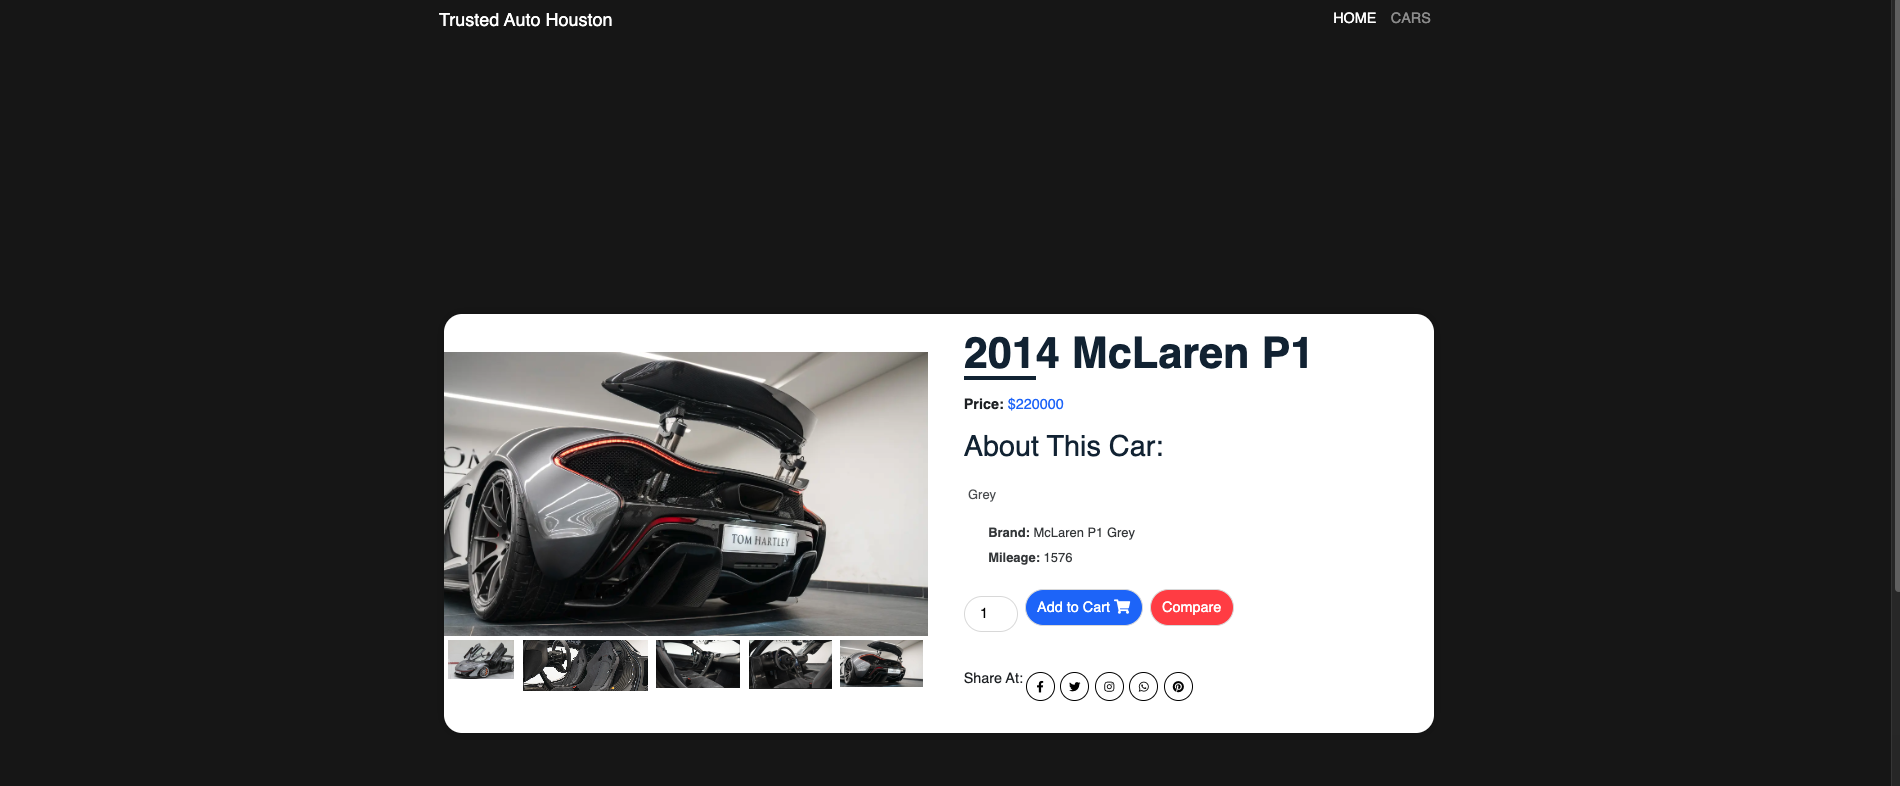 Trusted Auto Houston
HOME CARS
2014 McLaren P1
Price: $220000
About This Car:
Grey
Brand: McLaren P1 Grey
Mileage: 1576
1 Add to Cart Compare
Share At:
TOM HARTLEY